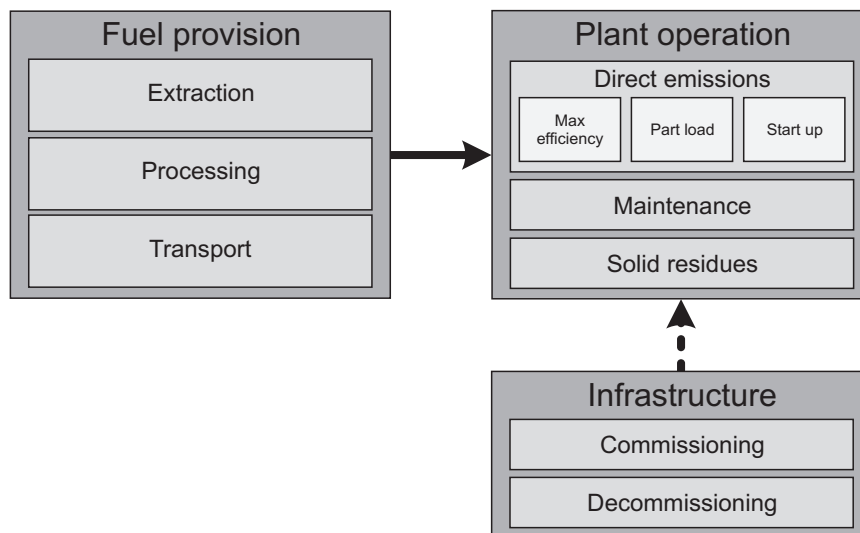 Fuel provision
Extraction
Processing
Transport
Plant operation
Direct emissions
Max
efficiency
Part load
Start up
Maintenance
Solid residues
Infrastructure
Commissioning
Decommissioning